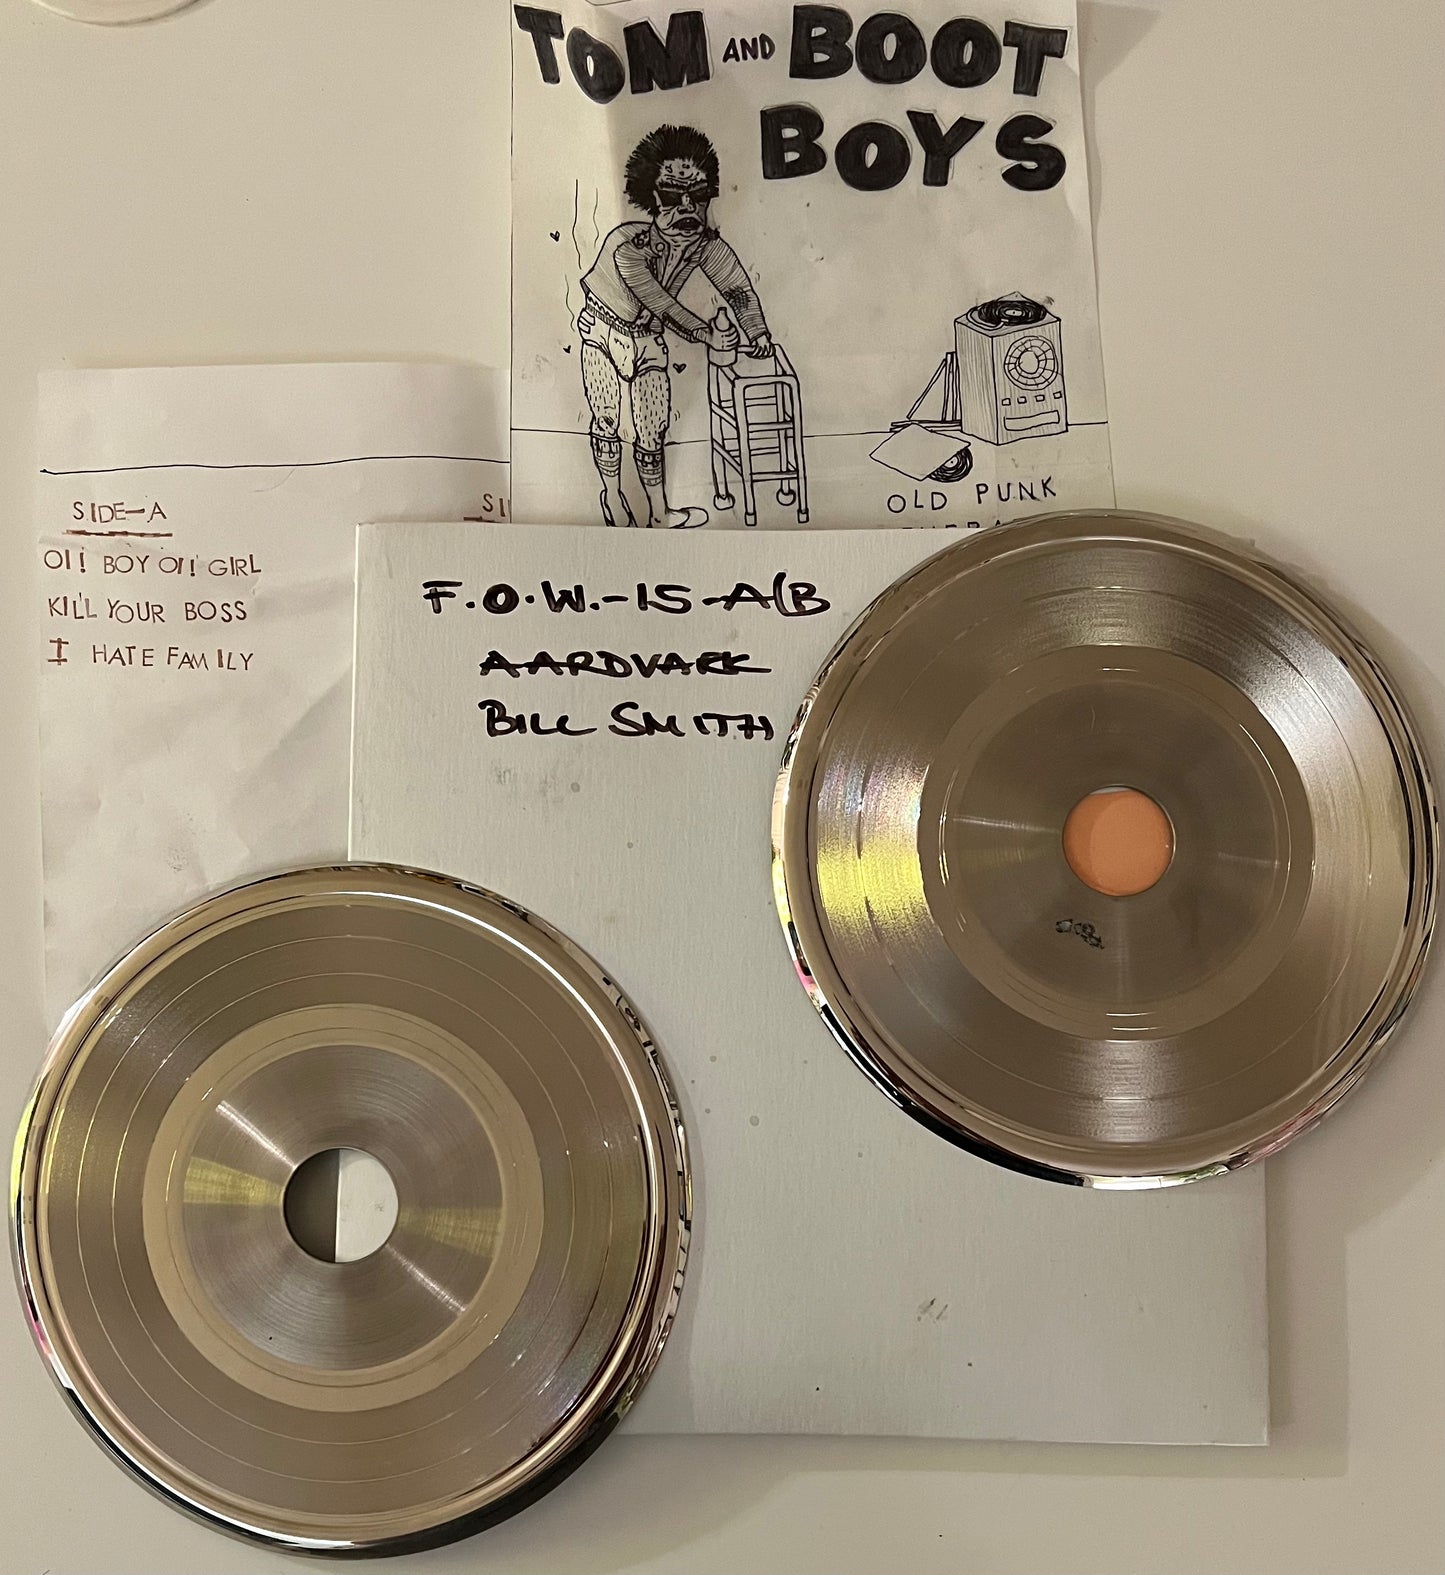 TOM AND BOOT
BOYS
OLD PUNK
SIDE-A
OI! BOY OI! GIRL
KILL YOUR BOSS
I HATE FAMILY
SI
F.O.W.-15-A/B
AARDVARK
BILL SMITH